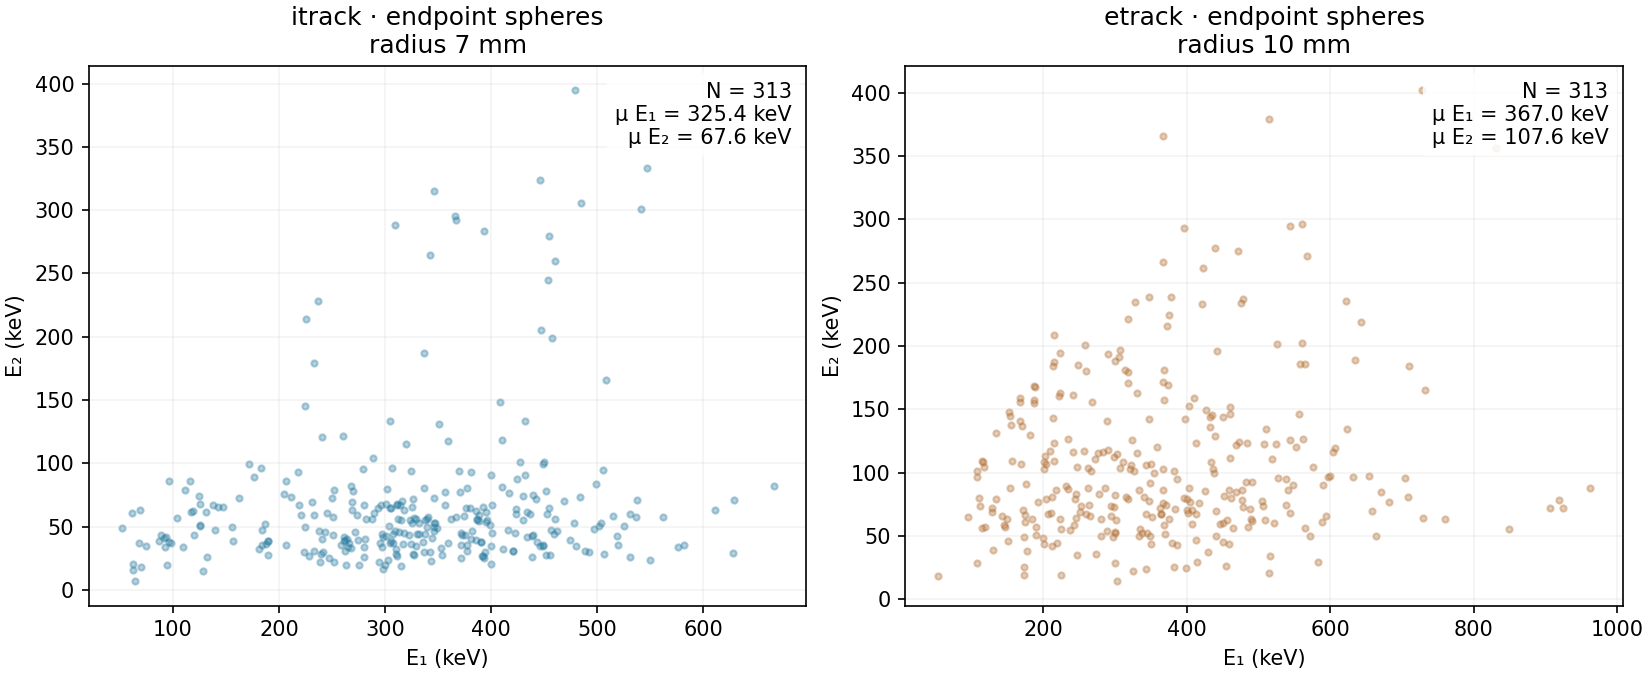 itrack · endpoint spheres
radius 7 mm
N = 313
μ E₁ = 325.4 keV
μ E₂ = 67.6 keV
400
350
300
250
200
150
100
50
0
E₂ (keV)
100 200 300 400 500 600
E₁ (keV)
etrack · endpoint spheres
radius 10 mm
N = 313
μ E₁ = 367.0 keV
μ E₂ = 107.6 keV
400
350
300
250
200
150
100
50
0
E₂ (keV)
200 400 600 800 1000
E₁ (keV)